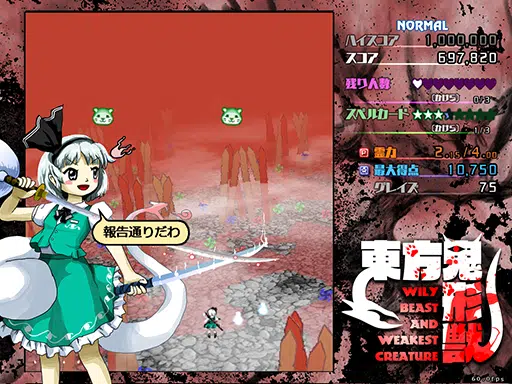 NORMAL
ハイスコア 1,000,000
スコア 697,820
残り人数
(かけら) 0/3
スペルカード
(かけら) 1/3
霊力 2.15/4.00
最大得点 10,750
グレイズ 75
報告通りだわ
東方鬼形獣
WILY
BEAST
AND
WEAKEST
CREATURE
60.0fps